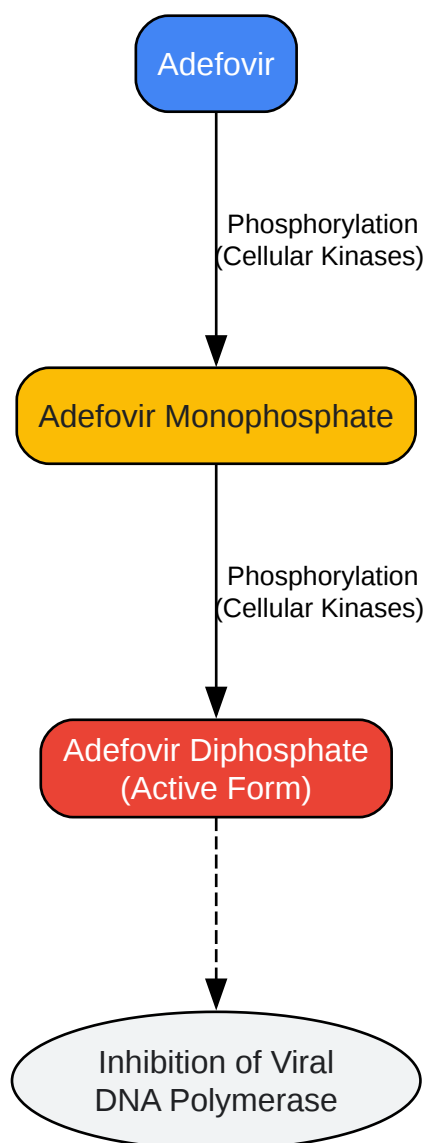 Adefovir
Phosphorylation
(Cellular Kinases)
Adefovir Monophosphate
Phosphorylation
(Cellular Kinases)
Adefovir Diphosphate
(Active Form)
Inhibition of Viral
DNA Polymerase